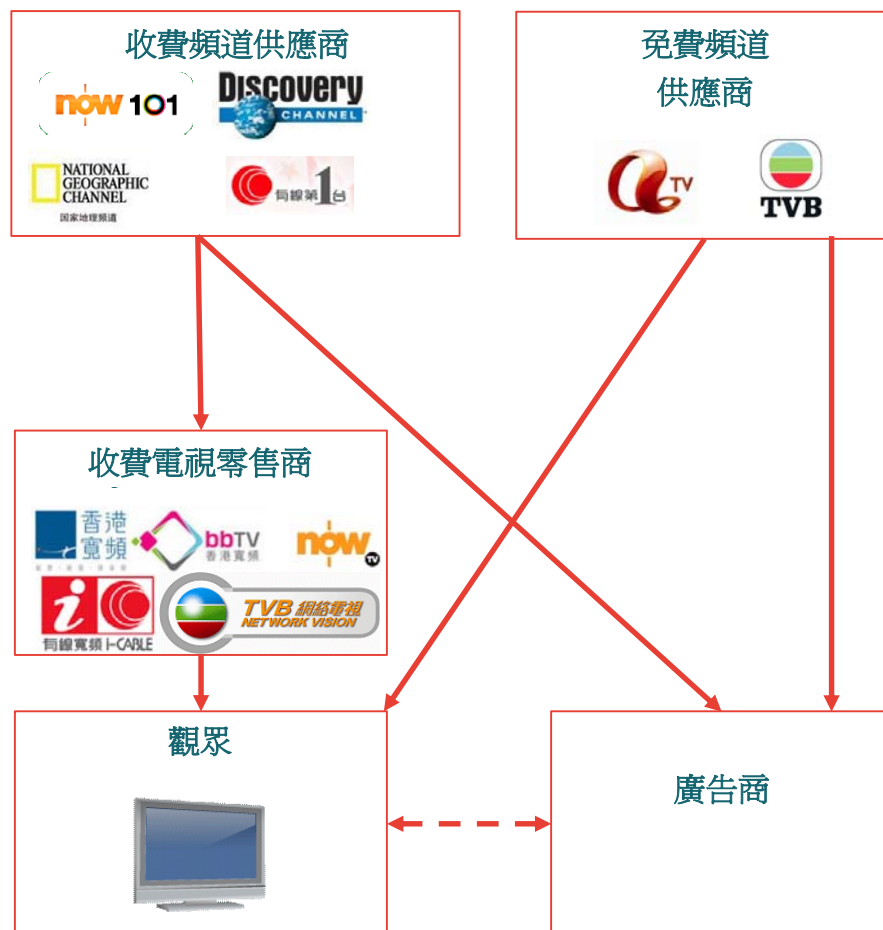 收費頻道供應商
now 101
DISCOVERY
CHANNEL
NATIONAL
GEOGRAPHIC
CHANNEL
国家地理频道
有線第1台
免費頻道
供應商
TV
TVB
收費電視零售商
香港
寬頻
bbTV
香港寬頻
now
TV
有線寬頻 i-CABLE
TVB 網絡電視
NETWORK VISION
觀眾
廣告商